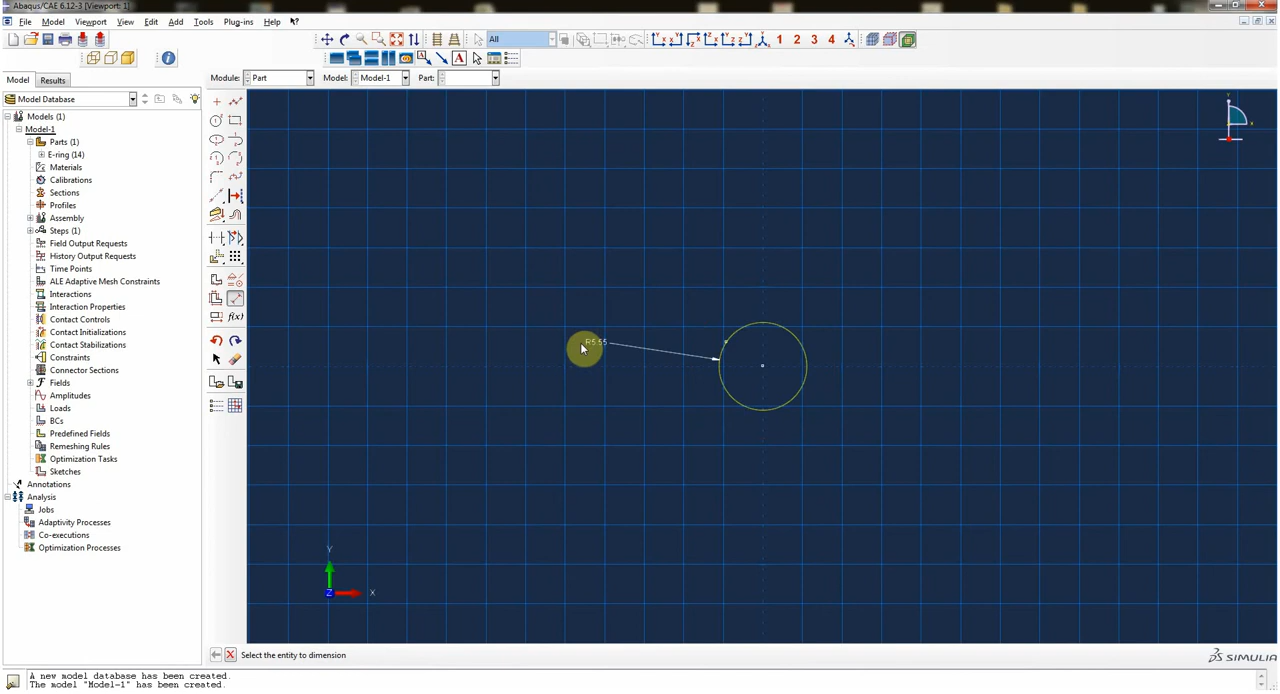 Abaqus/CAE 6.12-3 [Viewport: 1]
File Model Viewport View Edit Add Tools Plug-ins Help
All
1 2 3 4
A
Model Results
Module: Part Model: Model-1 Part:
Model Database
Models (1)
Model-1
Parts (1)
E-ring (14)
Materials
Calibrations
Sections
Profiles
Assembly
Steps (1)
Field Output Requests
History Output Requests
Time Points
ALE Adaptive Mesh Constraints
Interactions
Interaction Properties
Contact Controls
Contact Initializations
Contact Stabilizations
Constraints
Connector Sections
Fields
Amplitudes
Loads
BCs
Predefined Fields
Remeshing Rules
Optimization Tasks
Sketches
Annotations
Analysis
Jobs
Adaptivity Processes
Co-executions
Optimization Processes
f(x)
R5.55
Y
Z
X
Select the entity to dimension
SIMULIA
A new model database has been created.
The model "Model-1" has been created.